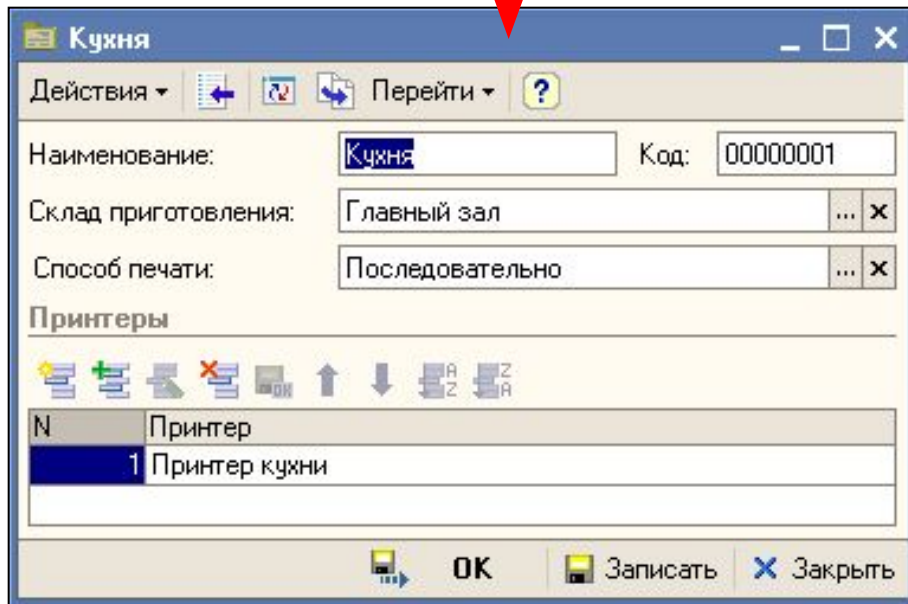 Кухня
Действия Перейти ?
Наименование: Кухня Код: 00000001
Склад приготовления: Главный зал ...
Способ печати: Последовательно ...
Принтеры
OK A Z Z A
N Принтер
1 Принтер кухни
OK Записать Закрыть